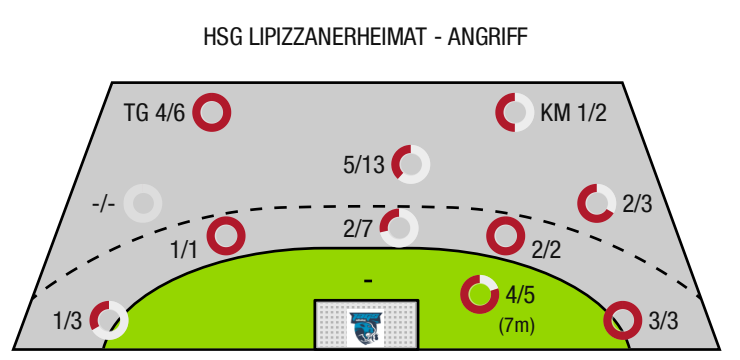 HSG LIPIZZANERHEIMAT - ANGRIFF
TG 4/6
KM 1/2
5/13
-/-
2/3
2/7
1/1
2/2
-
4/5
(7m)
1/3
3/3